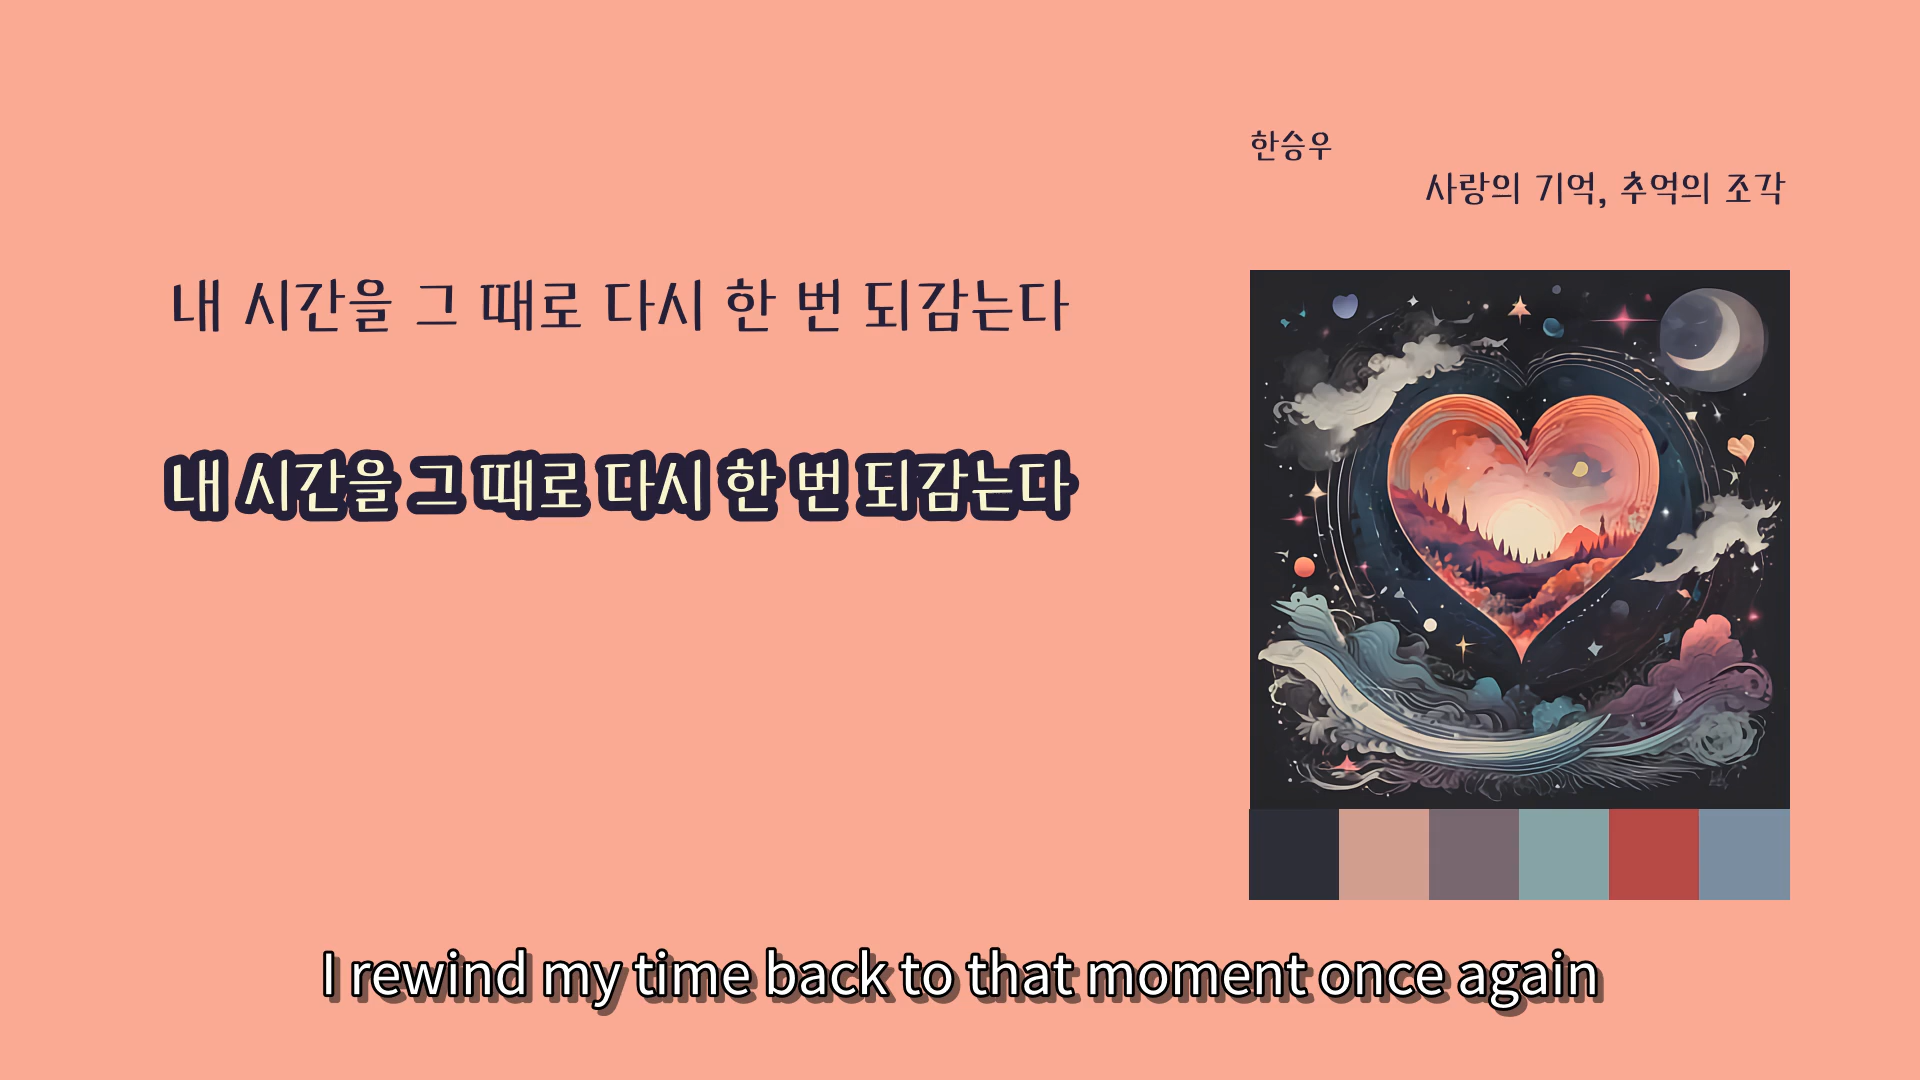 한승우
사랑의 기억, 추억의 조각
내 시간을 그 때로 다시 한 번 되감는다
내 시간을 그 때로 다시 한 번 되감는다
I rewind my time back to that moment once again